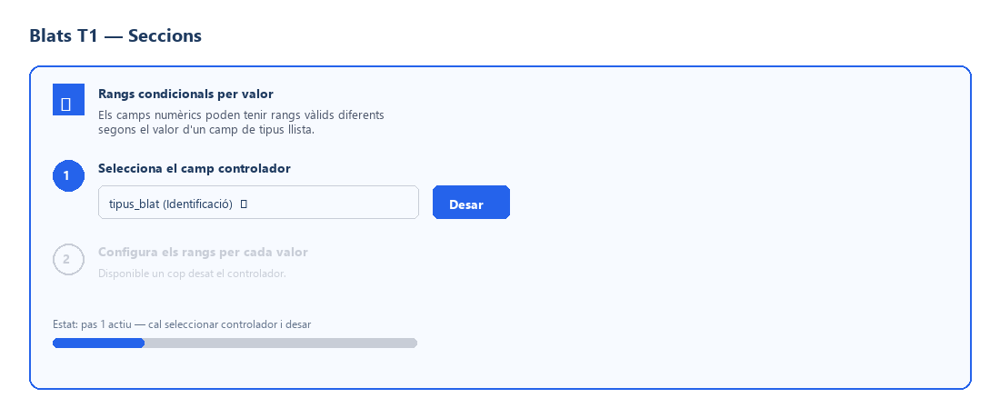 Blats T1 — Seccions
Rangs condicionals per valor
Els camps numèrics poden tenir rangs vàlids diferents
segons el valor d'un camp de tipus llista.
1
Selecciona el camp controlador
tipus_blat (Identificació)
Desar
2
Configura els rangs per cada valor
Disponible un cop desat el controlador.
Estat: pas 1 actiu — cal seleccionar controlador i desar